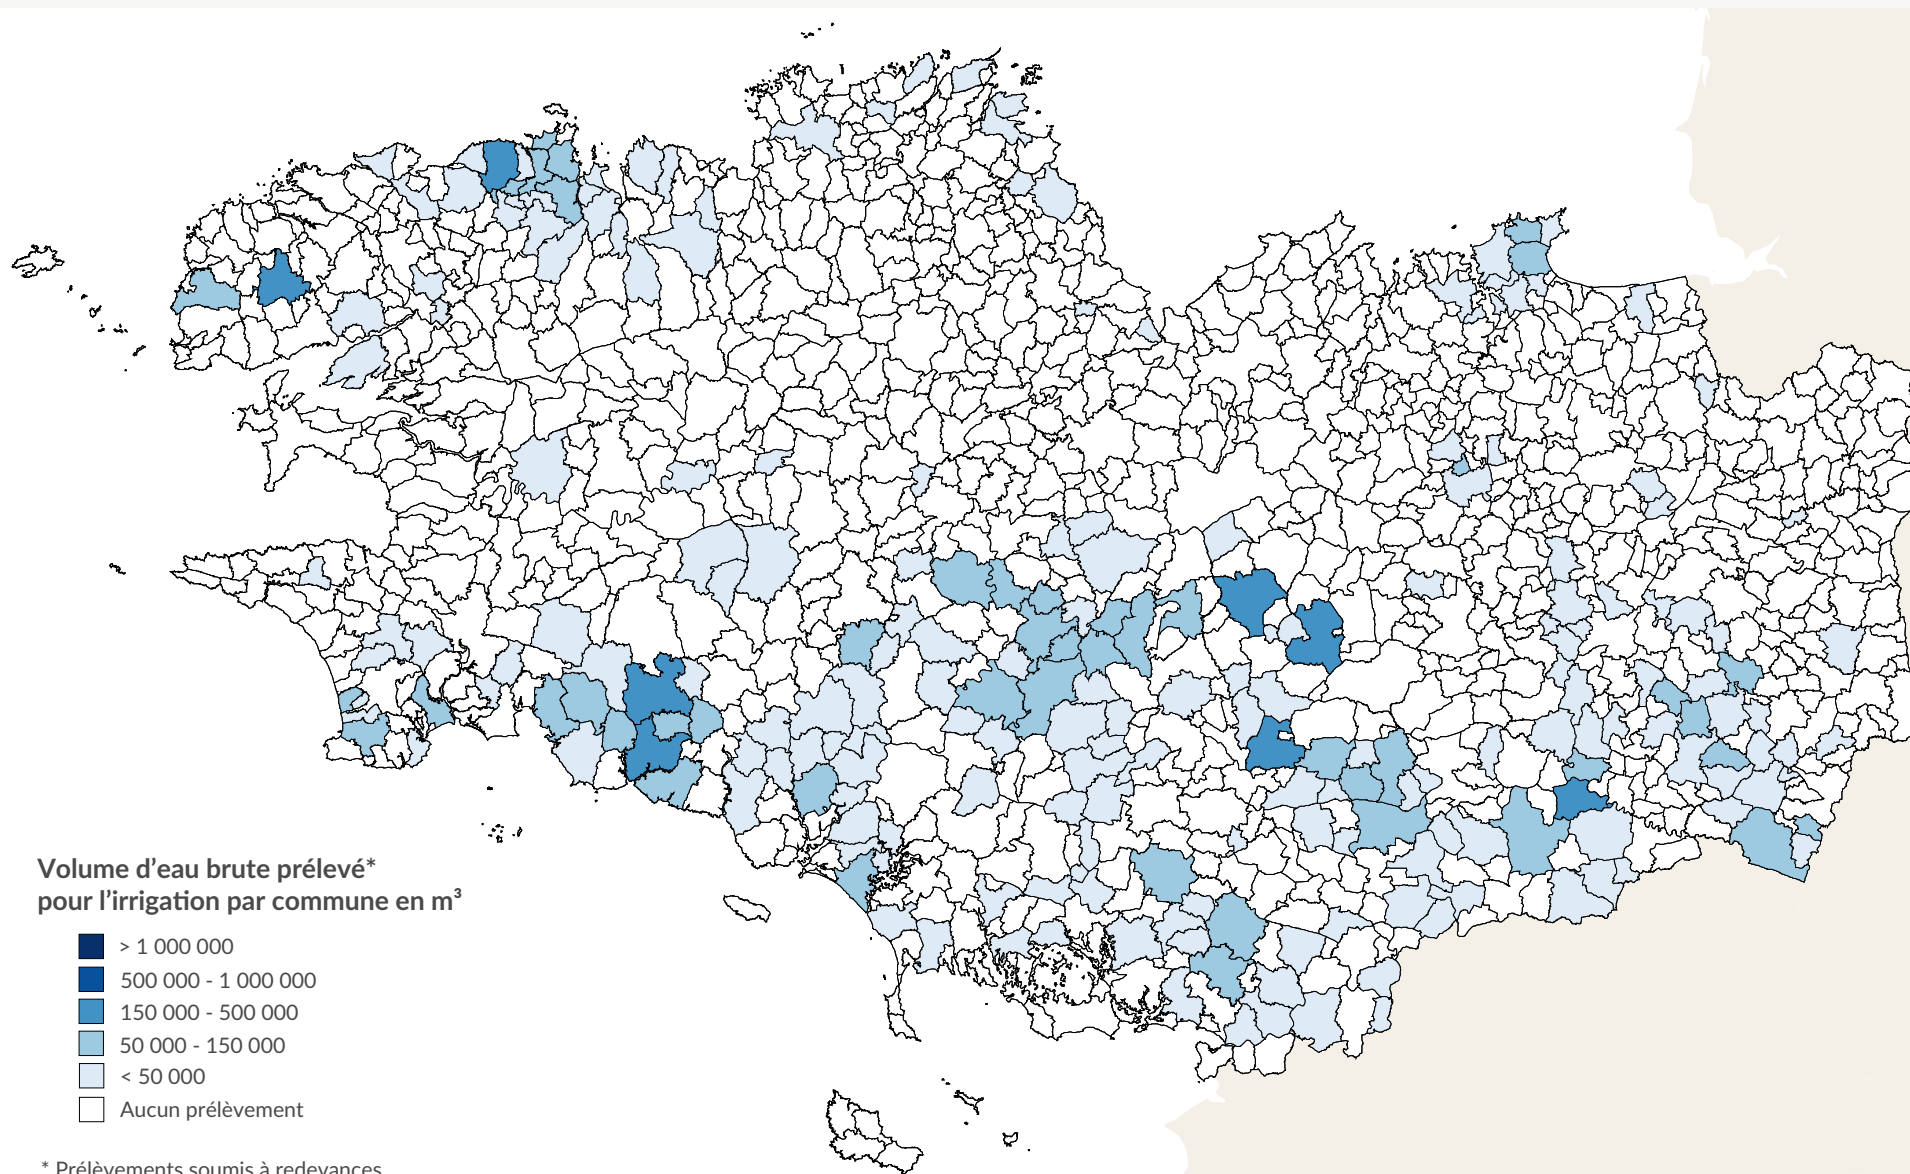 Volume d’eau brute prélevé*
pour l’irrigation par commune en m³
> 1 000 000
500 000 - 1 000 000
150 000 - 500 000
50 000 - 150 000
< 50 000
Aucun prélèvement
* Prélèvements soumis à redevances